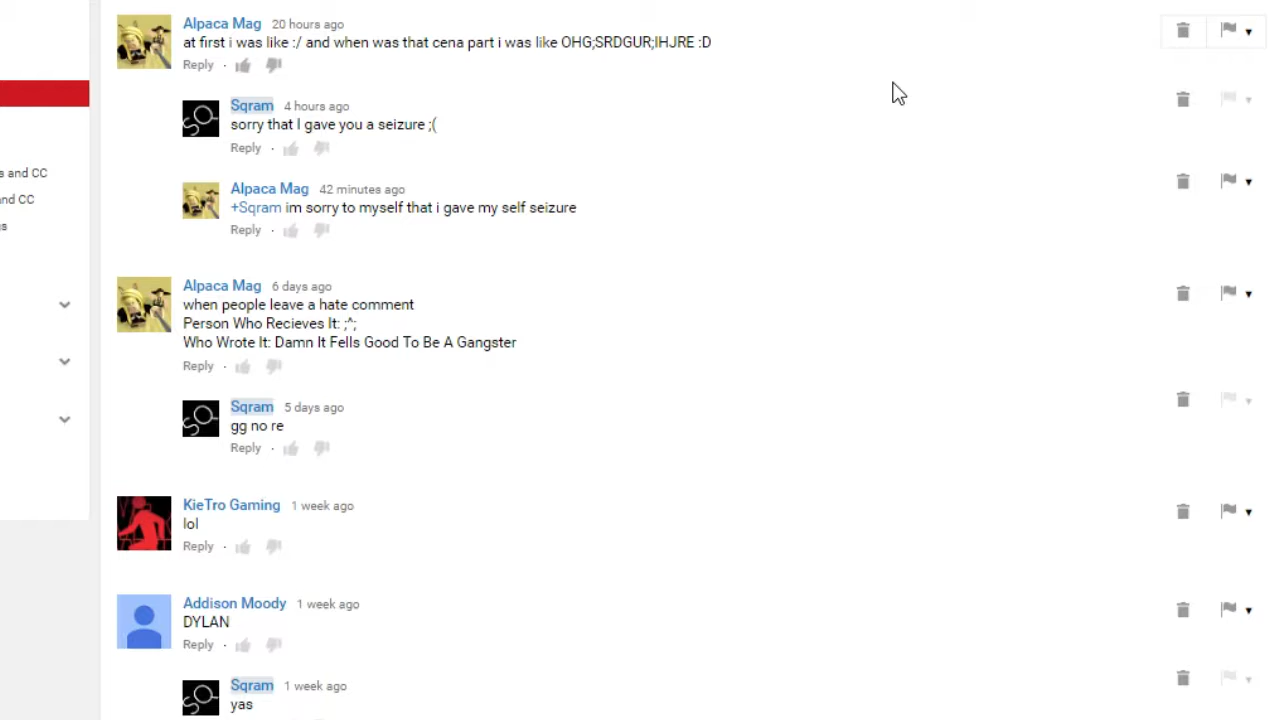 Alpaca Mag 20 hours ago
at first i was like :/ and when was that cena part i was like OHG;SRDGUR;IHJRE :D
Reply ·
Sqram 4 hours ago
sorry that I gave you a seizure ;(
Reply ·
s and CC
Alpaca Mag 42 minutes ago
nd CC
+Sqram im sorry to myself that i gave my self seizure
s
Reply ·
Alpaca Mag 6 days ago
when people leave a hate comment
Person Who Recieves It: ;^;
Who Wrote It: Damn It Fells Good To Be A Gangster
Reply ·
Sqram 5 days ago
gg no re
Reply ·
KieTro Gaming 1 week ago
lol
Reply ·
Addison Moody 1 week ago
DYLAN
Reply ·
Sqram 1 week ago
yas